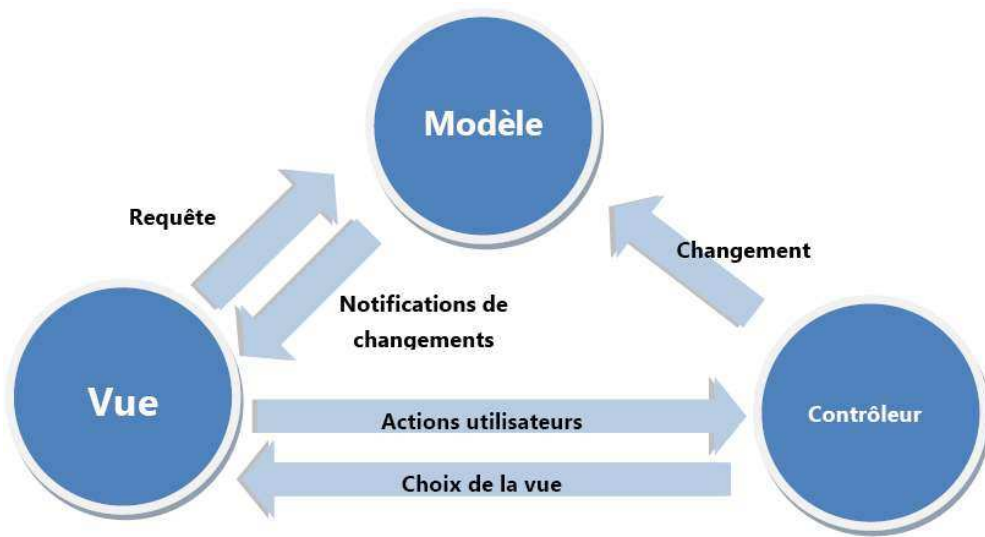 Modèle
Requête
Changement
Notifications de
changements
Vue
Actions utilisateurs
Contrôleur
Choix de la vue